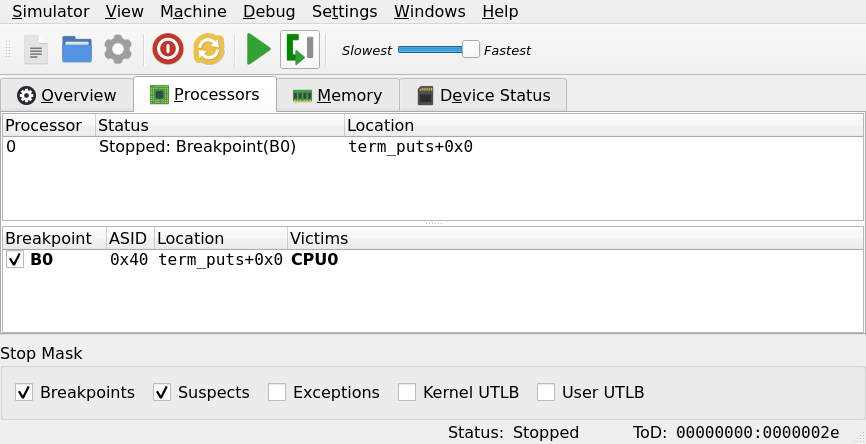 Simulator View Machine Debug Settings Windows Help
Slowest Fastest
Overview Processors Memory Device Status
Processor Status Location
0 Stopped: Breakpoint(B0) term_puts+0x0
Breakpoint ASID Location Victims
B0 0x40 term_puts+0x0 CPU0
Stop Mask
Breakpoints Suspects Exceptions Kernel UTLB User UTLB
Status: Stopped ToD: 00000000:0000002e